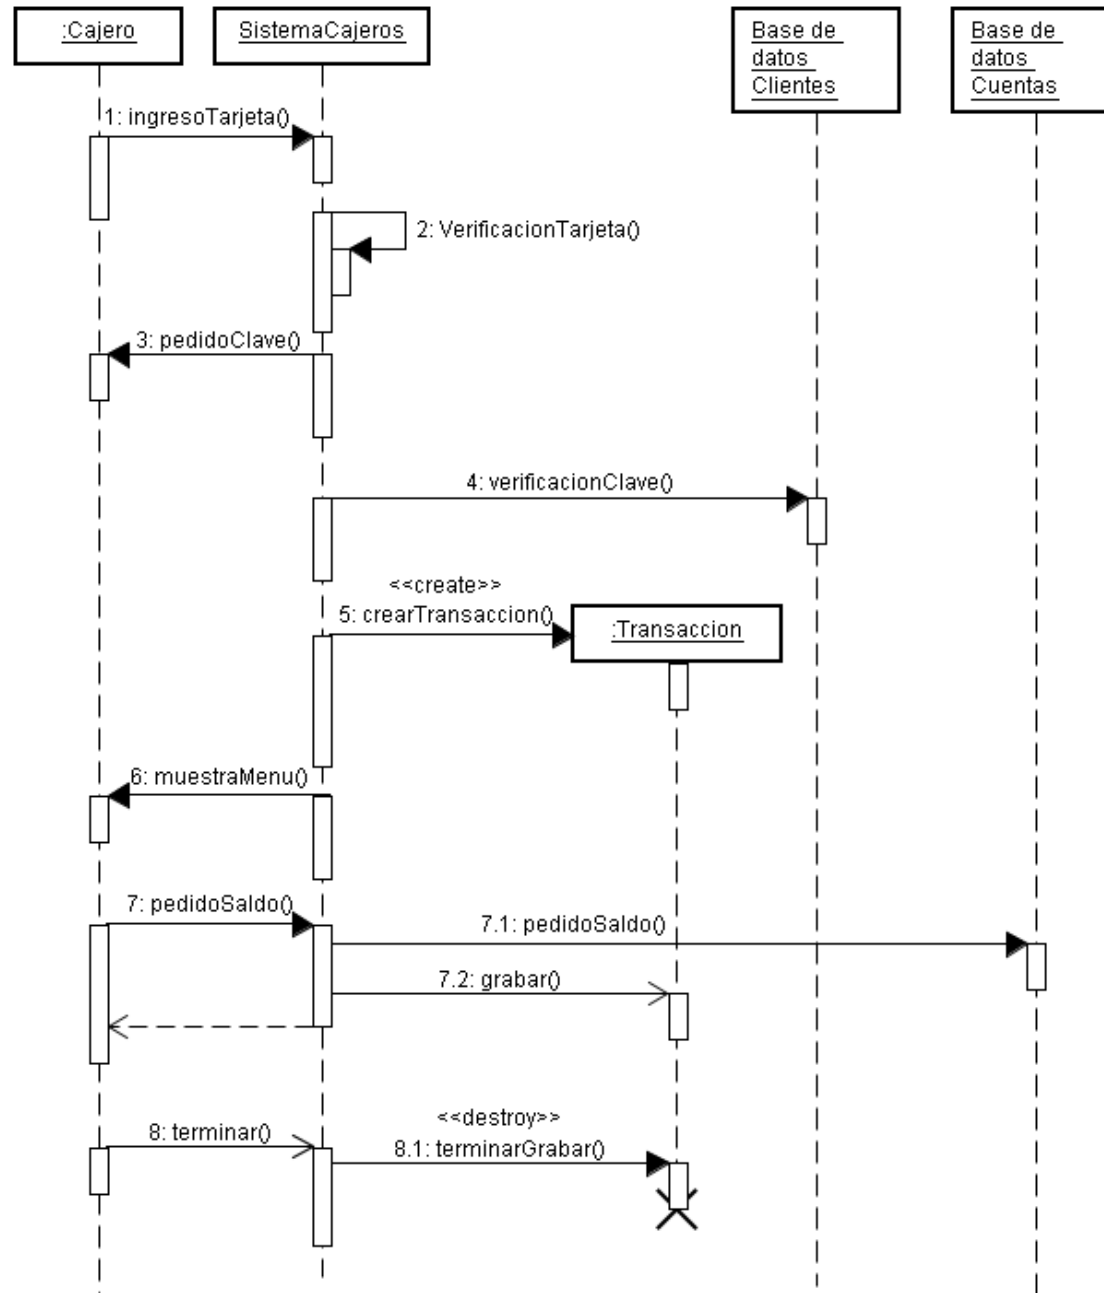 :Cajero
SistemaCajeros
Base de
datos
Clientes
Base de
datos
Cuentas
1: ingresoTarjeta()
2: VerificacionTarjeta()
3: pedidoClave()
4: verificacionClave()
<<create>>
5: crearTransaccion()
:Transaccion
6: muestraMenu()
7: pedidoSaldo()
7.1: pedidoSaldo()
7.2: grabar()
<<destroy>>
8: terminar()
8.1: terminarGrabar()